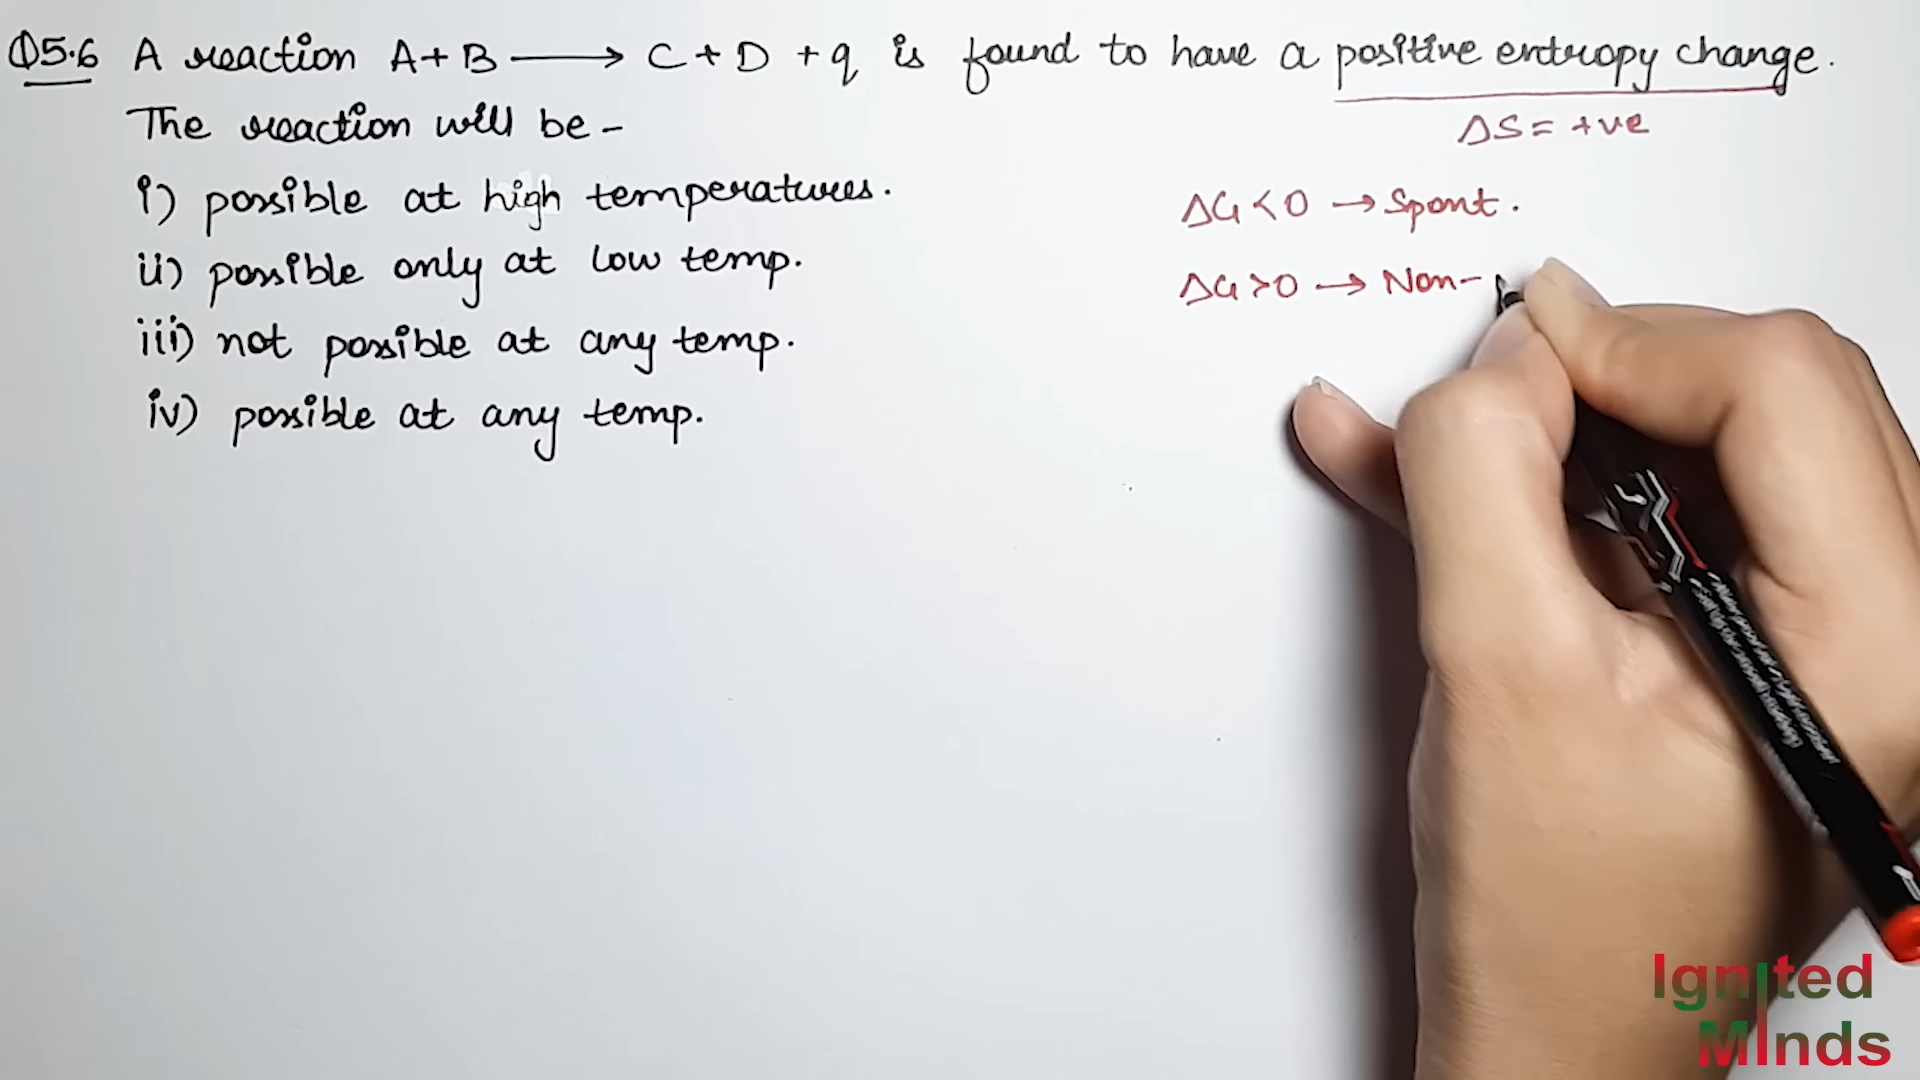 Q5.6 A reaction A+B ⟶ C + D + q is found to have a positive entropy change.
ΔS = +ve
The reaction will be -
i) possible at high temperatures.
ii) possible only at low temp.
iii) not possible at any temp.
iv) possible at any temp.
ΔG < 0 → Spont.
ΔG > 0 → Non-
Ignited
Minds